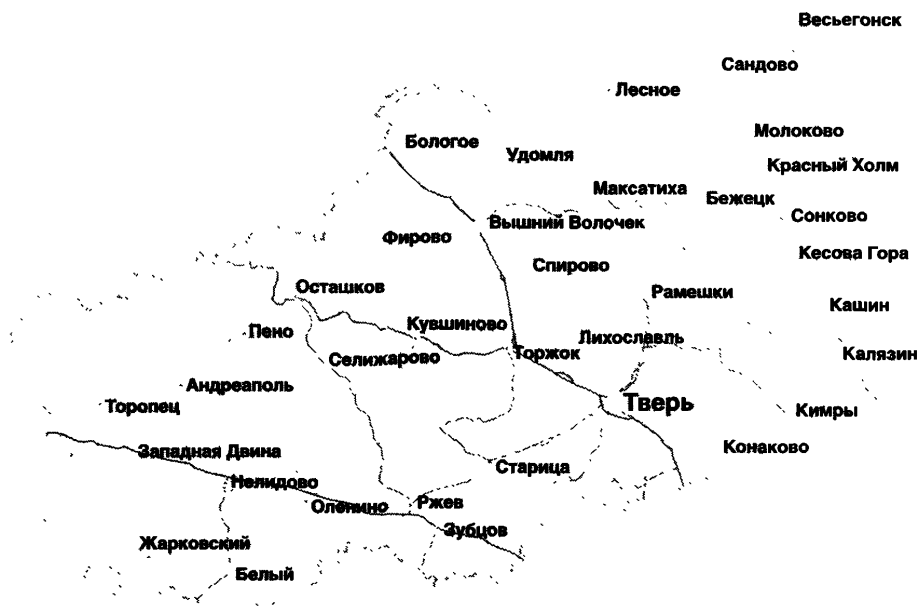 Весьегонск
Сандово
Лесное
Молоково
Бологое
Удомля
Красный Холм
Максатиха
Бежецк
Сонково
Вышний Волочек
Фирово
Кесова Гора
Спирово
Осташков
Рамешки
Кашин
Кувшиново
Пено
Лихославль
Селижарово
Торжок
Калязин
Андреаполь
Торопец
Тверь
Кимры
Западная Двина
Конаково
Старица
Нелидово
Оленино
Ржев
Зубцов
Жарковский
Белый